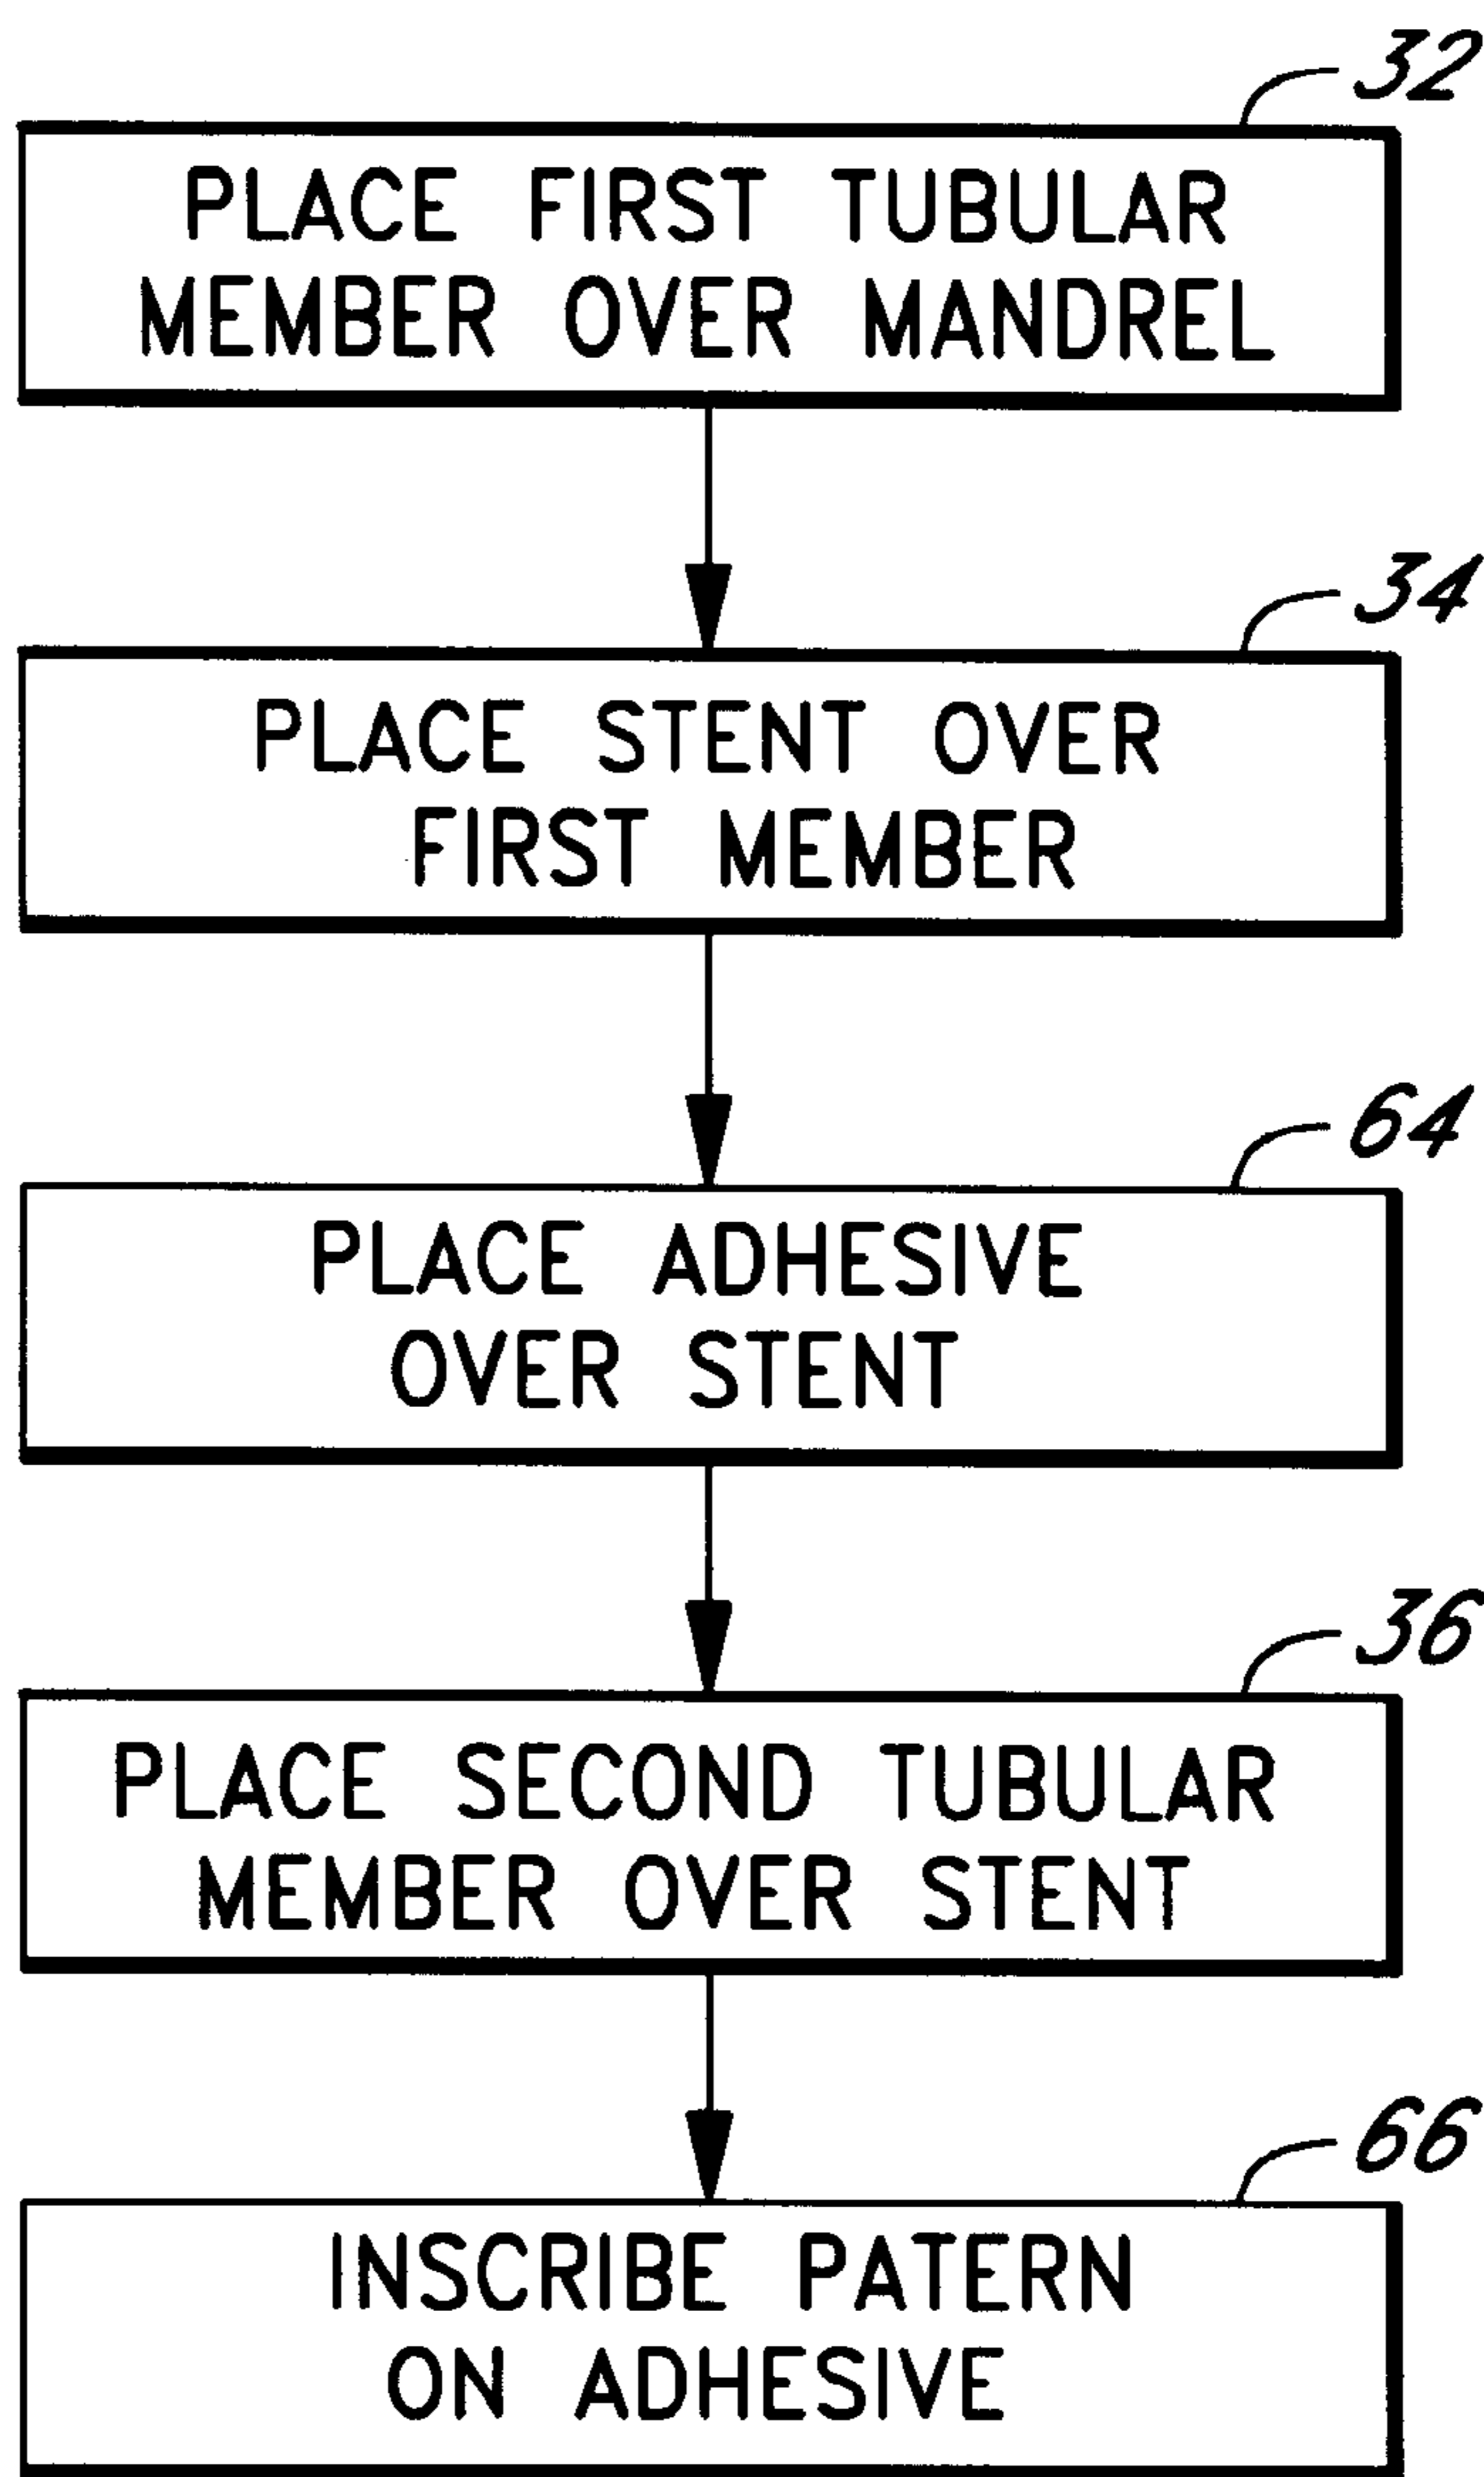 32
PLACE FIRST TUBULAR
MEMBER OVER MANDREL
34
PLACE STENT OVER
FIRST MEMBER
64
PLACE ADHESIVE
OVER STENT
36
PLACE SECOND TUBULAR
MEMBER OVER STENT
66
INSCRIBE PATERN
ON ADHESIVE